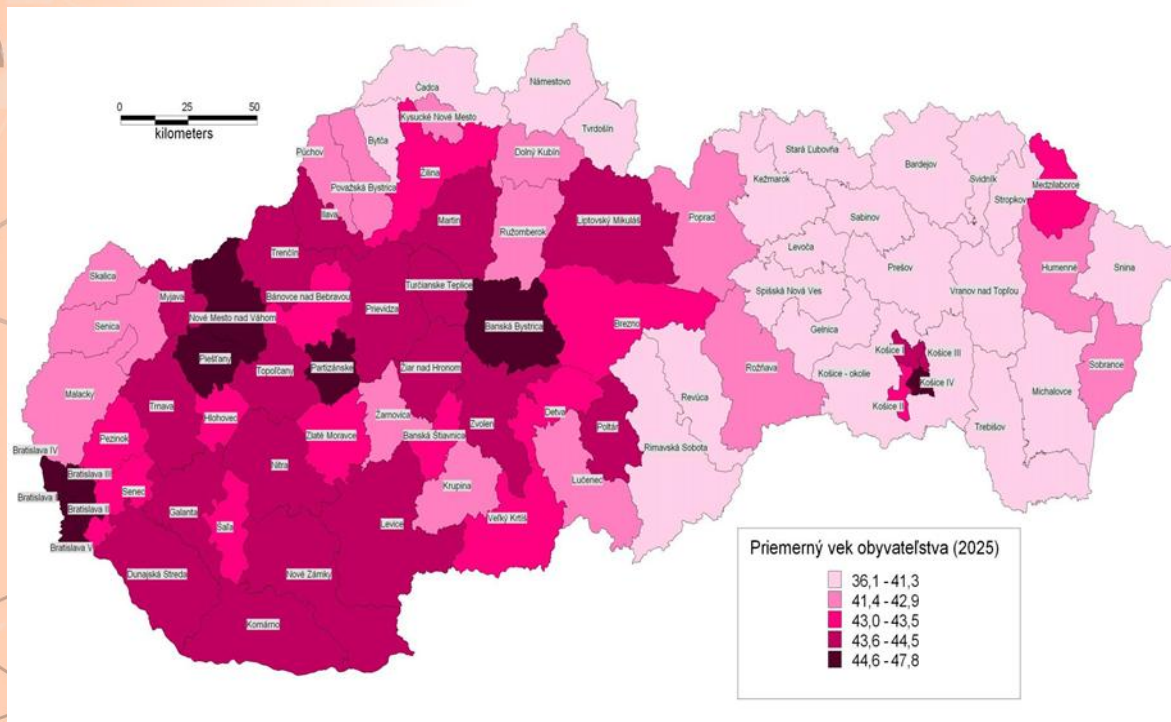 Námestovo
Čadca
0 25 50
kilometers
Kysucké Nové Mesto
Tvrdošín
Bytča
Púchov
Dolný Kubín
Stará Ľubovňa
Bardejov
Považská Bystrica
Žilina
Kežmarok
Svidník
Medzilaborce
Stropkov
Ilava
Martin
Liptovský Mikuláš
Poprad
Sabinov
Ružomberok
Trenčín
Levoča
Prešov
Humenné
Snina
Skalica
Turčianske Teplice
Myjava
Bánovce nad Bebravou
Prievidza
Spišská Nová Ves
Vranov nad Topľou
Nové Mesto nad Váhom
Banská Bystrica
Brezno
Senica
Gelnica
Piešťany
Partizánske
Košice I
Košice III
Topoľčany
Žiar nad Hronom
Košice - okolie
Sobrance
Rožňava
Košice IV
Malacky
Trnava
Žarnovica
Revúca
Michalovce
Hlohovec
Detva
Košice II
Zvolen
Poltár
Pezinok
Zlaté Moravce
Banská Štiavnica
Rimavská Sobota
Trebišov
Bratislava IV
Nitra
Bratislava III
Lučenec
Krupina
Senec
Bratislava I
Bratislava II
Galanta
Veľký Krtíš
Šaľa
Levice
Bratislava V
Dunajská Streda
Nové Zámky
Komárno
Priemerný vek obyvateľstva (2025)
36,1 - 41,3
41,4 - 42,9
43,0 - 43,5
43,6 - 44,5
44,6 - 47,8